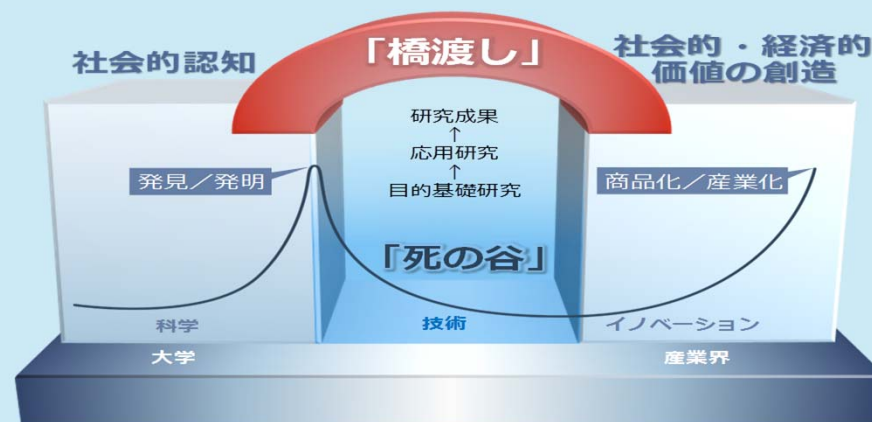 社会的認知
「橋渡し」
社会的・経済的
価値の創造
研究成果
↑
応用研究
↑
目的基礎研究
発見／発明
商品化／産業化
「死の谷」
科学
技術
イノベーション
大学
産業界